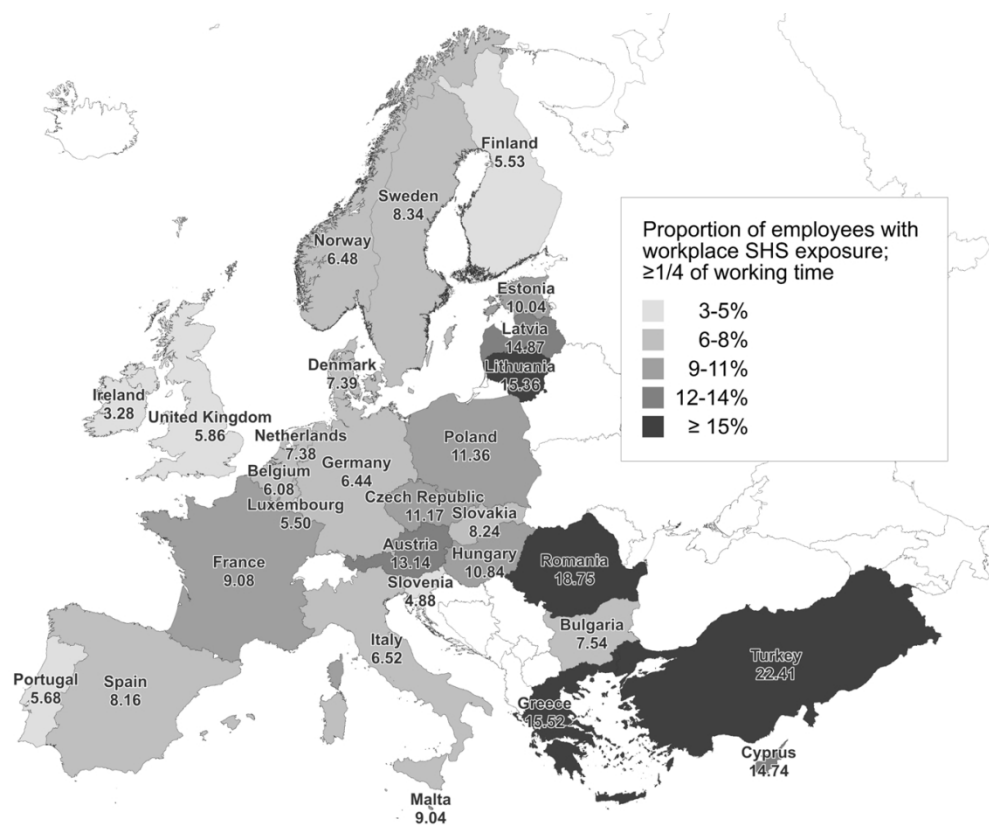 Finland
5.53
Sweden
8.34
Norway
6.48
Proportion of employees with
workplace SHS exposure;
≥1/4 of working time
3-5%
6-8%
9-11%
12-14%
≥ 15%
Estonia
10.04
Latvia
14.87
Lithuania
15.36
Denmark
7.39
Ireland
3.28
United Kingdom
5.86
Netherlands
7.38
Belgium
6.08
Luxembourg
5.50
Germany
6.44
Poland
11.36
Czech Republic
11.17
Slovakia
8.24
Austria
13.14
Hungary
10.84
Slovenia
4.88
France
9.08
Romania
18.75
Bulgaria
7.54
Italy
6.52
Portugal
5.68
Spain
8.16
Turkey
22.41
Greece
15.52
Cyprus
14.74
Malta
9.04